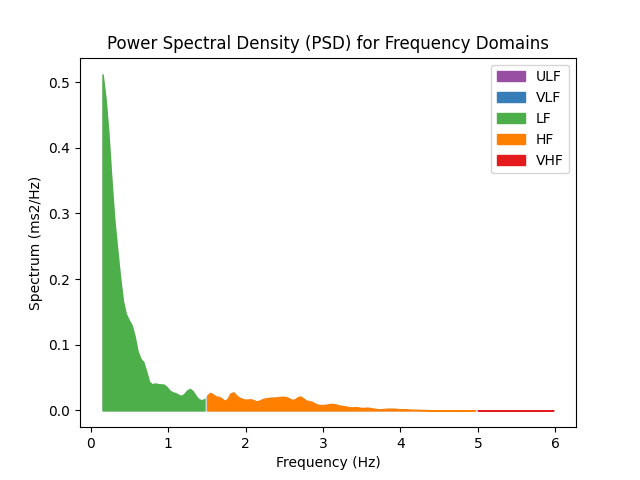 Power Spectral Density (PSD) for Frequency Domains
Spectrum (ms2/Hz)
0.5
0.4
0.3
0.2
0.1
0.0
ULF
VLF
LF
HF
VHF
0 1 2 3 4 5 6
Frequency (Hz)